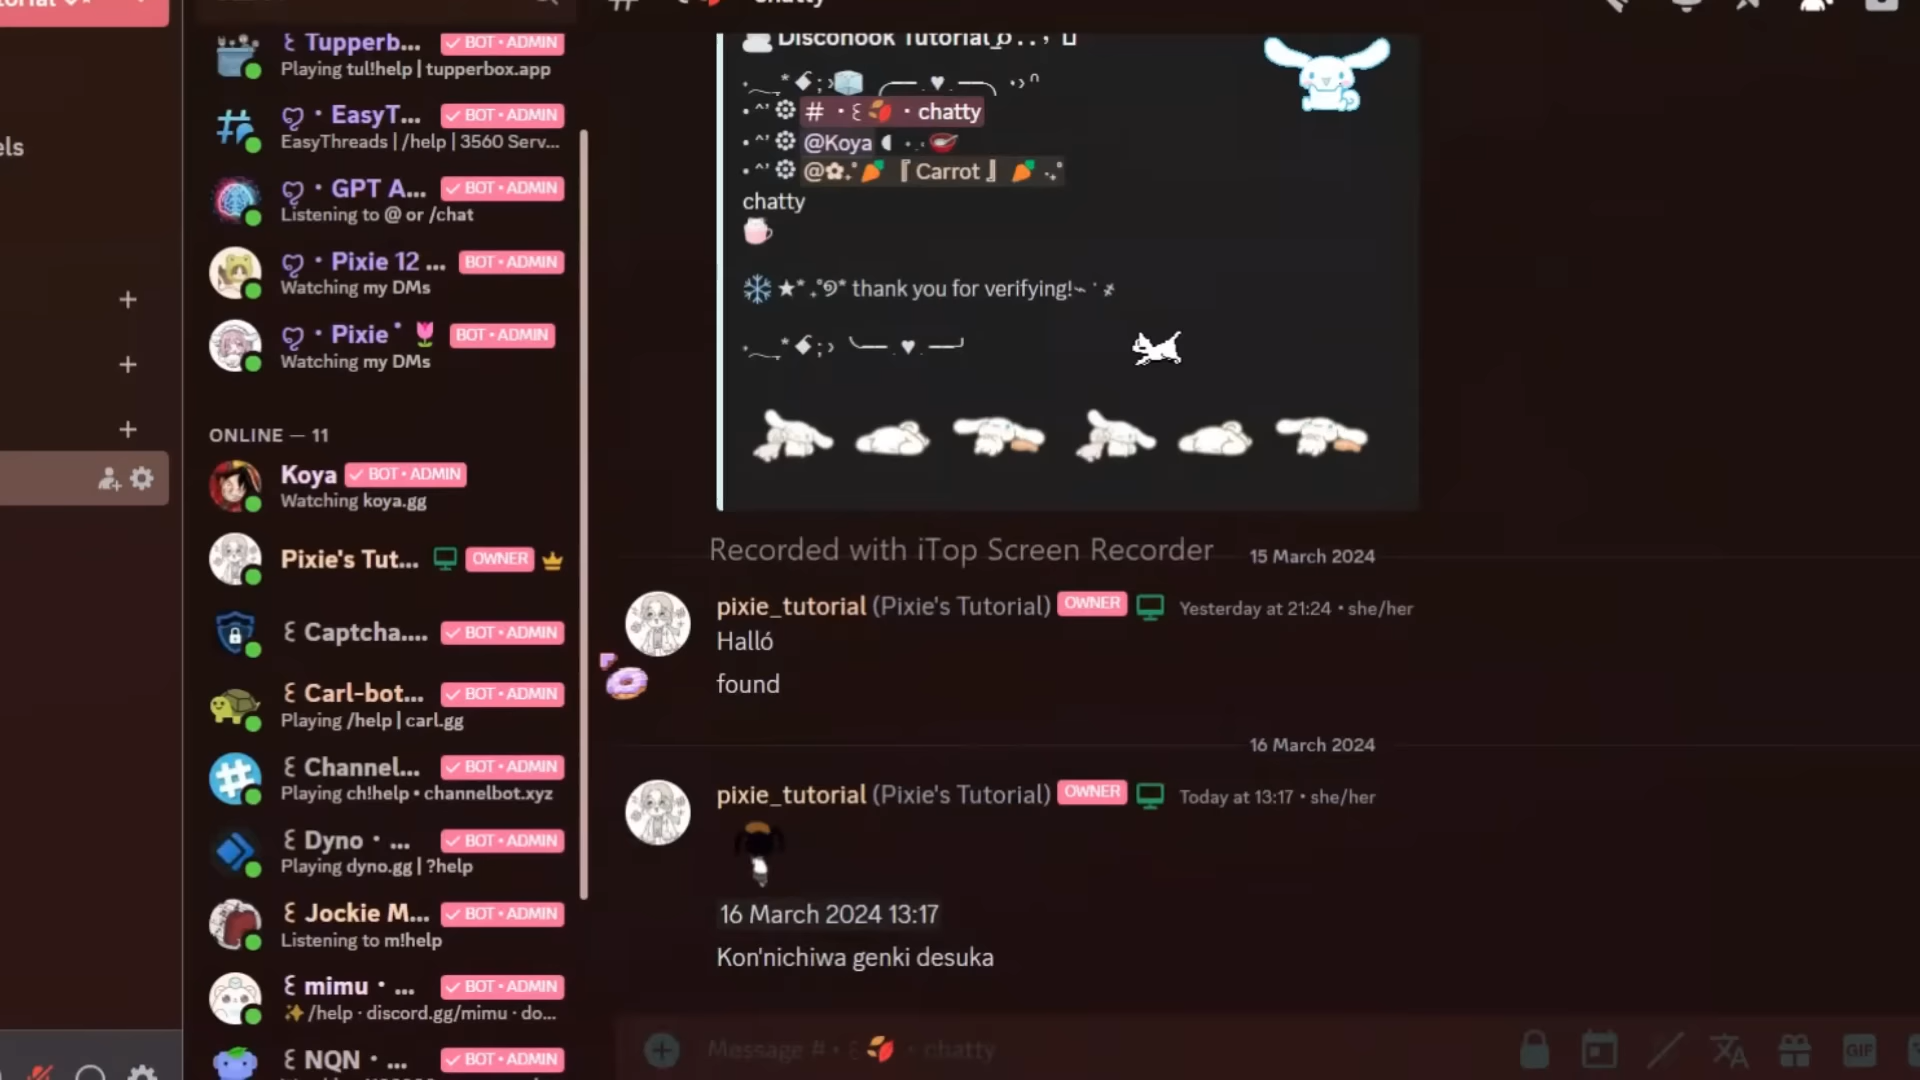 els
Tupperb... BOT • ADMIN
Playing tul!help | tupperbox.app
EasyT... BOT • ADMIN
EasyThreads | /help | 3560 Serv...
GPT A... BOT • ADMIN
Listening to @ or /chat
Pixie 12 ... BOT • ADMIN
Watching my DMs
Pixie BOT • ADMIN
Watching my DMs
ONLINE — 11
Koya BOT • ADMIN
Watching koya.gg
Pixie's Tut... OWNER
Captcha.... BOT • ADMIN
Carl-bot... BOT • ADMIN
Playing /help | carl.gg
Channel... BOT • ADMIN
Playing ch!help • channelbot.xyz
Dyno • ... BOT • ADMIN
Playing dyno.gg | ?help
Jockie M... BOT • ADMIN
Listening to m!help
mimu • ... BOT • ADMIN
/help · discord.gg/mimu · do...
NQN • ... BOT • ADMIN
chatty
Discohook Tutorial
# • chatty
@Koya
@ 『Carrot』
chatty
thank you for verifying!
Recorded with iTop Screen Recorder
15 March 2024
pixie_tutorial (Pixie's Tutorial) OWNER Yesterday at 21:24 • she/her
Halló
found
16 March 2024
pixie_tutorial (Pixie's Tutorial) OWNER Today at 13:17 • she/her
16 March 2024 13:17
Kon'nichiwa genki desuka
Message # • chatty
GIF